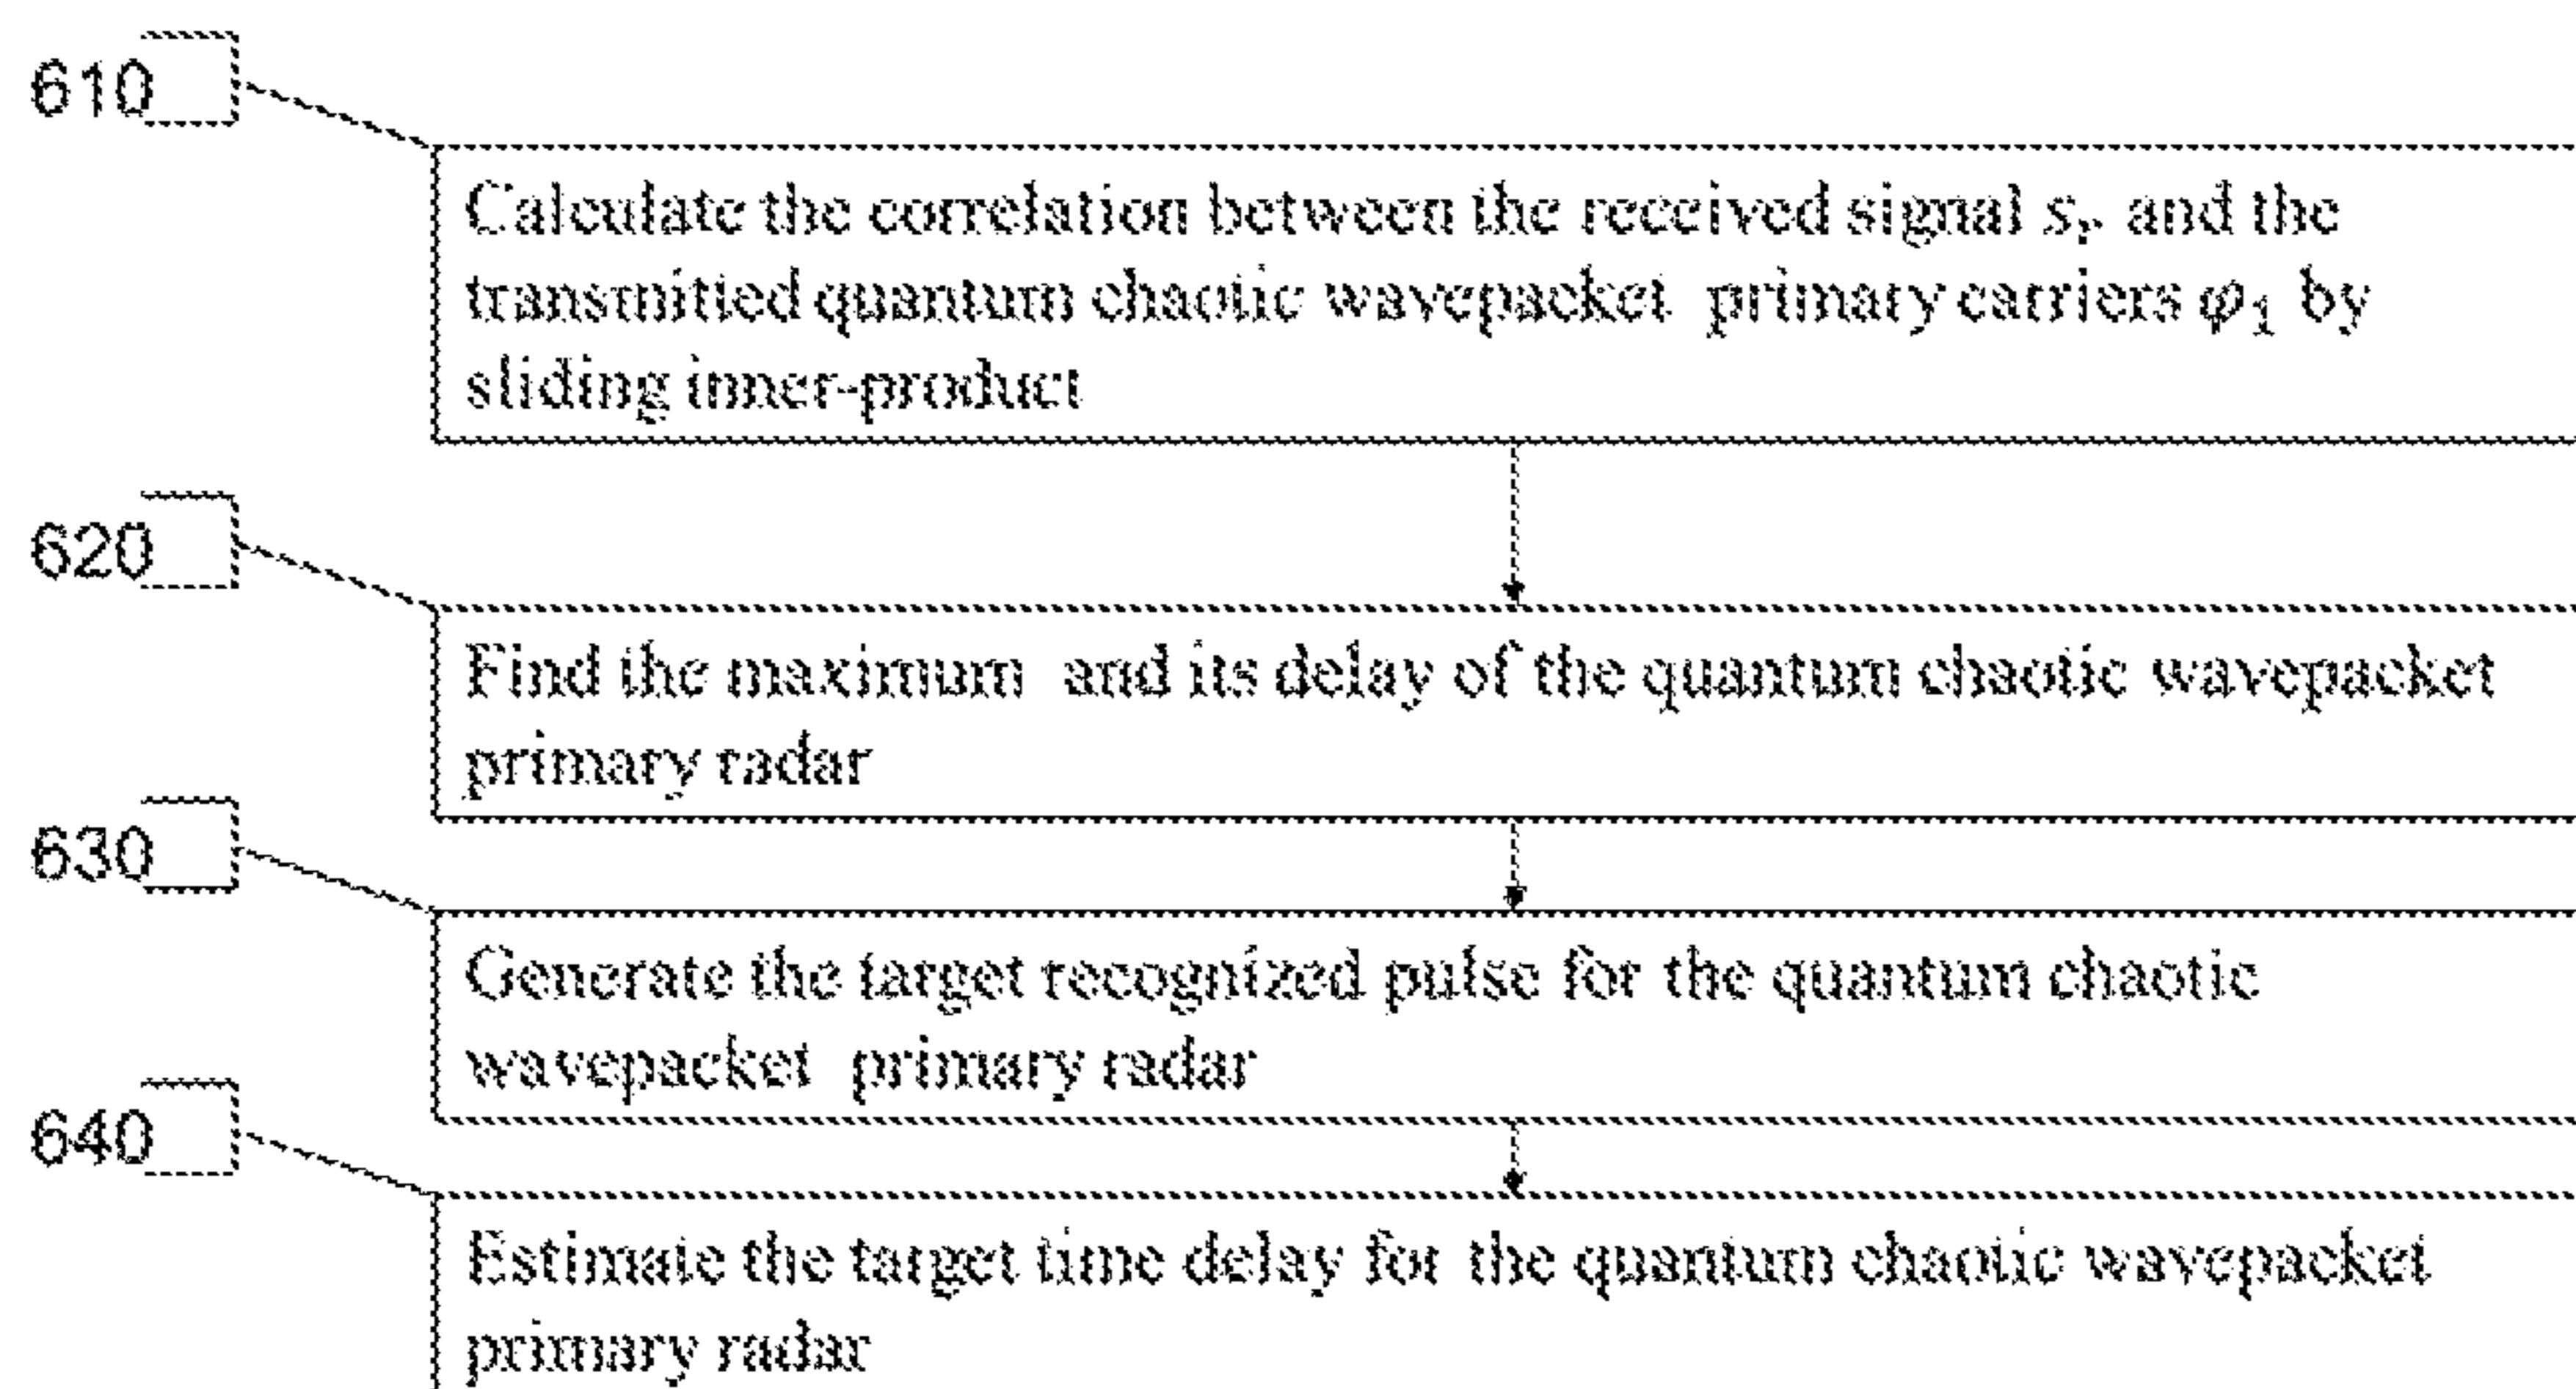 610
Calculate the correlation between the received signal sᵣ and the
transmitted quantum chaotic wavepacket primary carriers φ₁ by
sliding inner-product
620
Find the maximum and its delay of the quantum chaotic wavepacket
primary radar
630
Generate the target recognized pulse for the quantum chaotic
wavepacket primary radar
640
Estimate the target time delay for the quantum chaotic wavepacket
primary radar